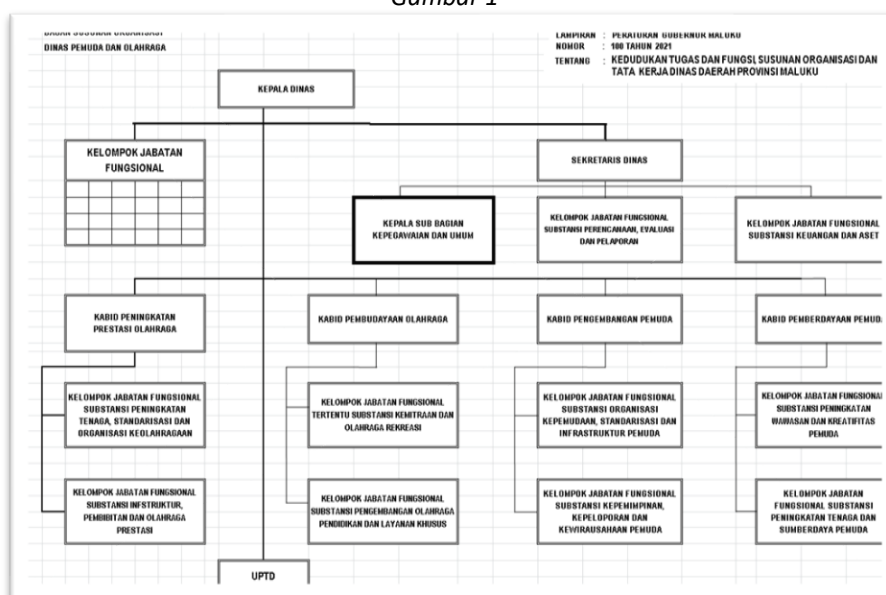 Gambar 1
BAGAN SUSUNAN ORGANISASI
DINAS PEMUDA DAN OLAHRAGA
LAMPIRAN : PERATURAN GUBERNUR MALUKU
NOMOR : 100 TAHUN 2021
TENTANG : KEDUDUKAN TUGAS DAN FUNGSI, SUSUNAN ORGANISASI DAN
TATA KERJA DINAS DAERAH PROVINSI MALUKU
KEPALA DINAS
KELOMPOK JABATAN
FUNGSIONAL
SEKRETARIS DINAS
KEPALA SUB BAGIAN
KEPEGAWAIAN DAN UMUM
KELOMPOK JABATAN FUNGSIONAL
SUBSTANSI PERENCANAAN, EVALUASI
DAN PELAPORAN
KELOMPOK JABATAN FUNGSIONAL
SUBSTANSI KEUANGAN DAN ASET
KABID PENINGKATAN
PRESTASI OLAHRAGA
KABID PEMBUDAYAAN OLAHRAGA
KABID PENGEMBANGAN PEMUDA
KABID PEMBERDAYAAN PEMUD
KELOMPOK JABATAN FUNGSIONAL
SUBSTANSI PENINGKATAN
TENAGA, STANDARISASI DAN
ORGANISASI KEOLAHRAGAAN
KELOMPOK JABATAN FUNGSIONAL
TERTENTU SUBSTANSI KEMITRAAN DAN
OLAHRAGA REKREASI
KELOMPOK JABATAN FUNGSIONAL
SUBSTANSI ORGANISASI
KEPEMUDAAN, STANDARISASI DAN
INFRASTRUKTUR PEMUDA
KELOMPOK JABATAN FUNGSIONAL
SUBSTANSI PENINGKATAN
WAWASAN DAN KREATIFITAS
PEMUDA
KELOMPOK JABATAN FUNGSIONAL
SUBSTANSI INFSTRUKTUR,
PEMBIBITAN DAN OLAHRAGA
PRESTASI
KELOMPOK JABATAN FUNGSIONAL
SUBSTANSI PENGEMBANGAN OLAHRAGA
PENDIDIKAN DAN LAYANAN KHUSUS
KELOMPOK JABATAN FUNGSIONAL
SUBSTANSI KEPEMIMPINAN,
KEPELOPORAN DAN
KEWIRAUSAHAAN PEMUDA
KELOMPOK JABATAN
FUNGSIONAL SUBSTANSI
PENINGKATAN TENAGA DAN
SUMBERDAYA PEMUDA
UPTD